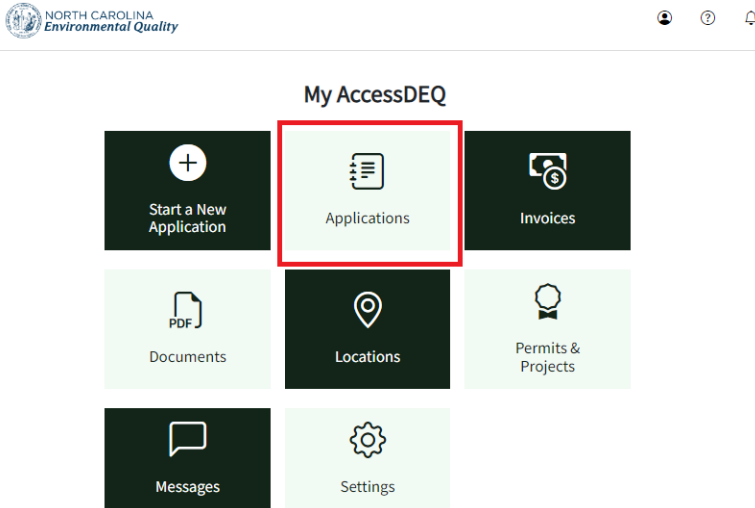 NORTH CAROLINA
Environmental Quality
My AccessDEQ
Start a New
Application
Applications
Invoices
PDF
Documents
Locations
Permits &
Projects
Messages
Settings